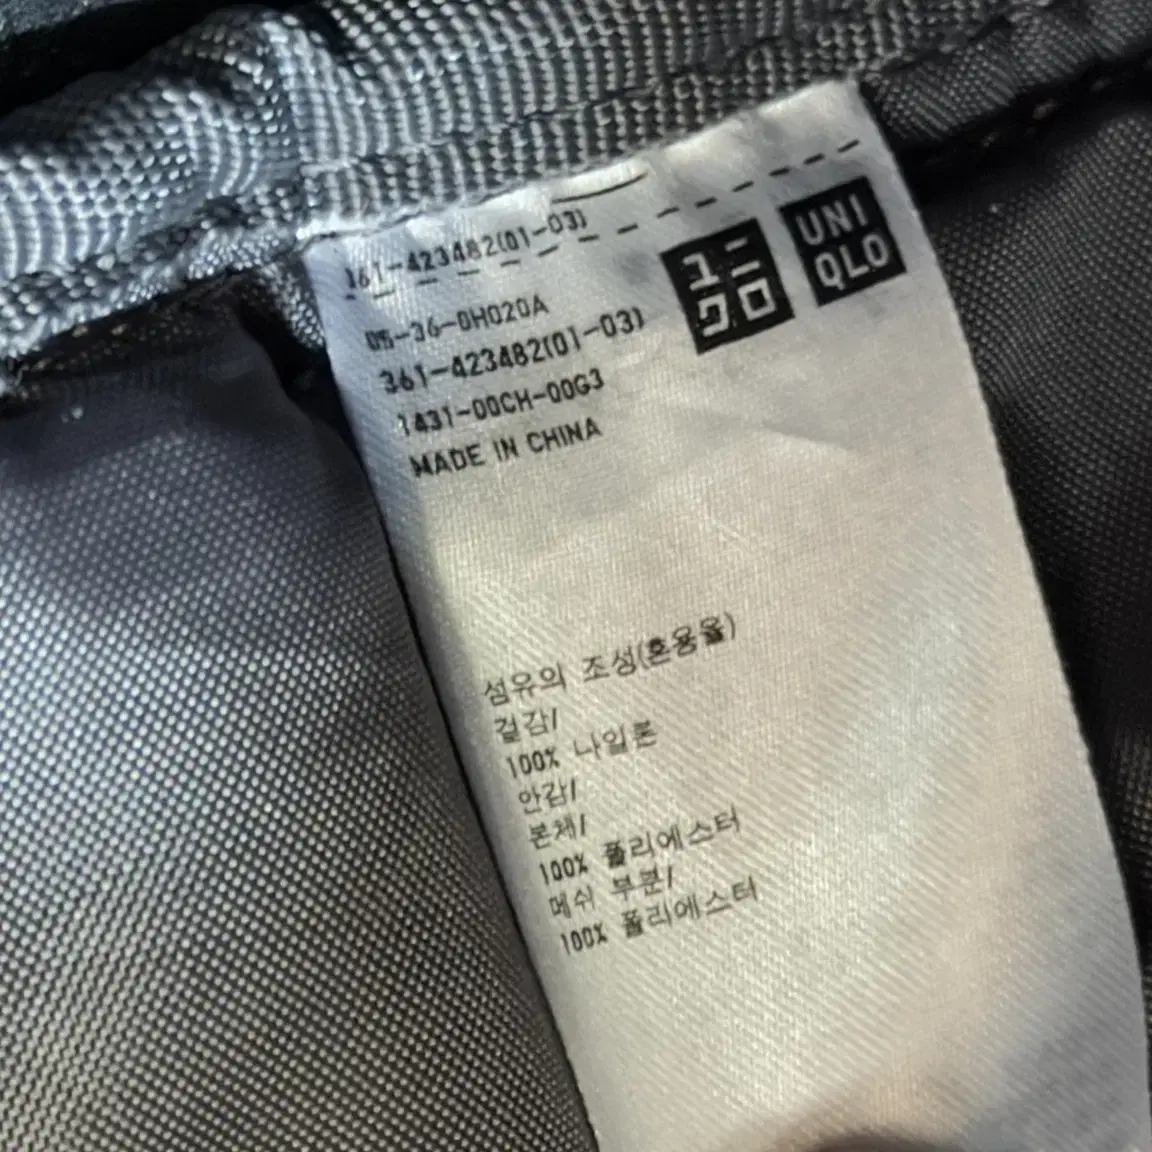 361-423482(01-03)
05-36-0H020A
361-423482(01-03)
1431-00CH-00G3
MADE IN CHINA
ユニ
クロ
UNI
QLO
섬유의 조성(혼용율)
겉감/
100% 나일론
안감/
본체/
100% 폴리에스터
메쉬 부분/
100% 폴리에스터